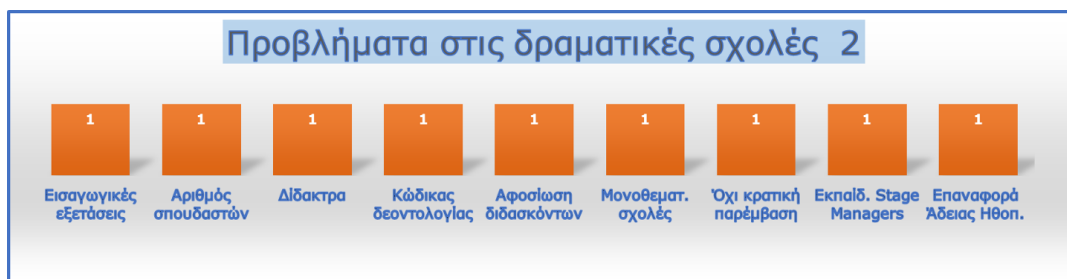 Προβλήματα στις δραματικές σχολές 2
1 1 1 1 1 1 1 1 1
Εισαγωγικές εξετάσεις
Αριθμός σπουδαστών
Δίδακτρα
Κώδικας δεοντολογίας
Αφοσίωση διδασκόντων
Μονοθεματ. σχολές
Όχι κρατική παρέμβαση
Εκπαίδ. Stage Managers
Επαναφορά Άδειας Ηθοπ.